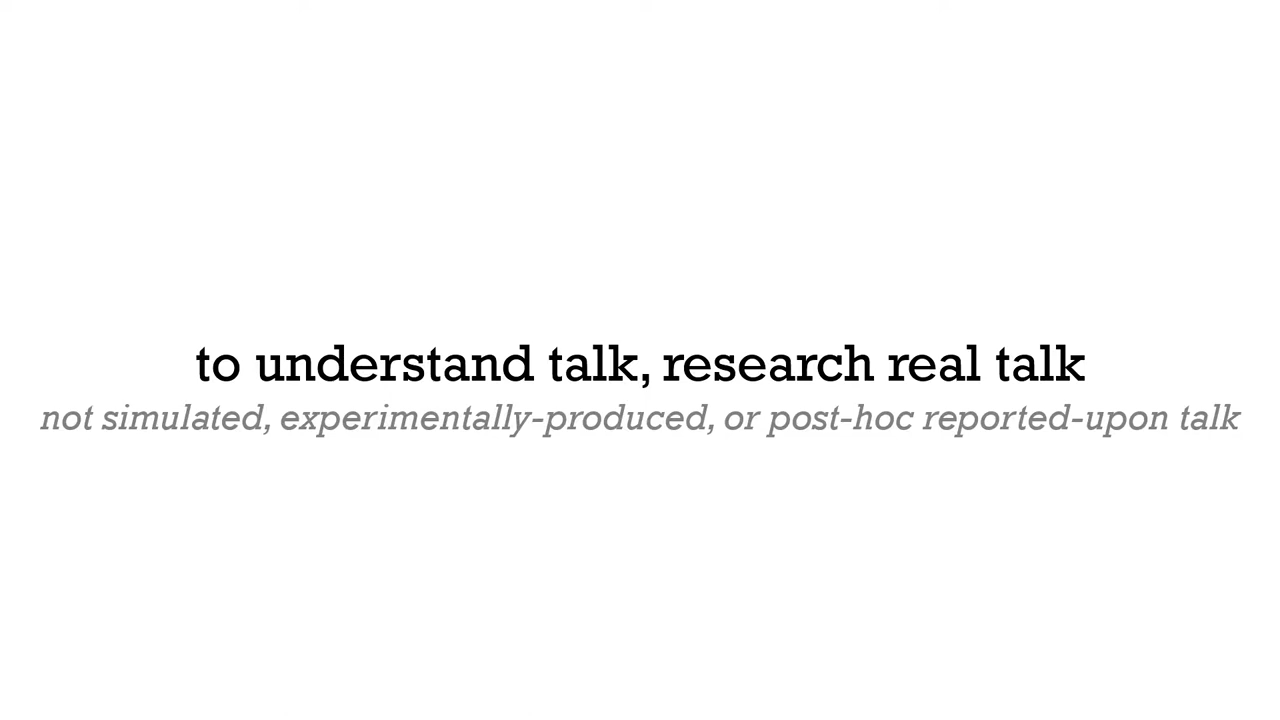 to understand talk, research real talk
not simulated, experimentally-produced, or post-hoc reported-upon talk